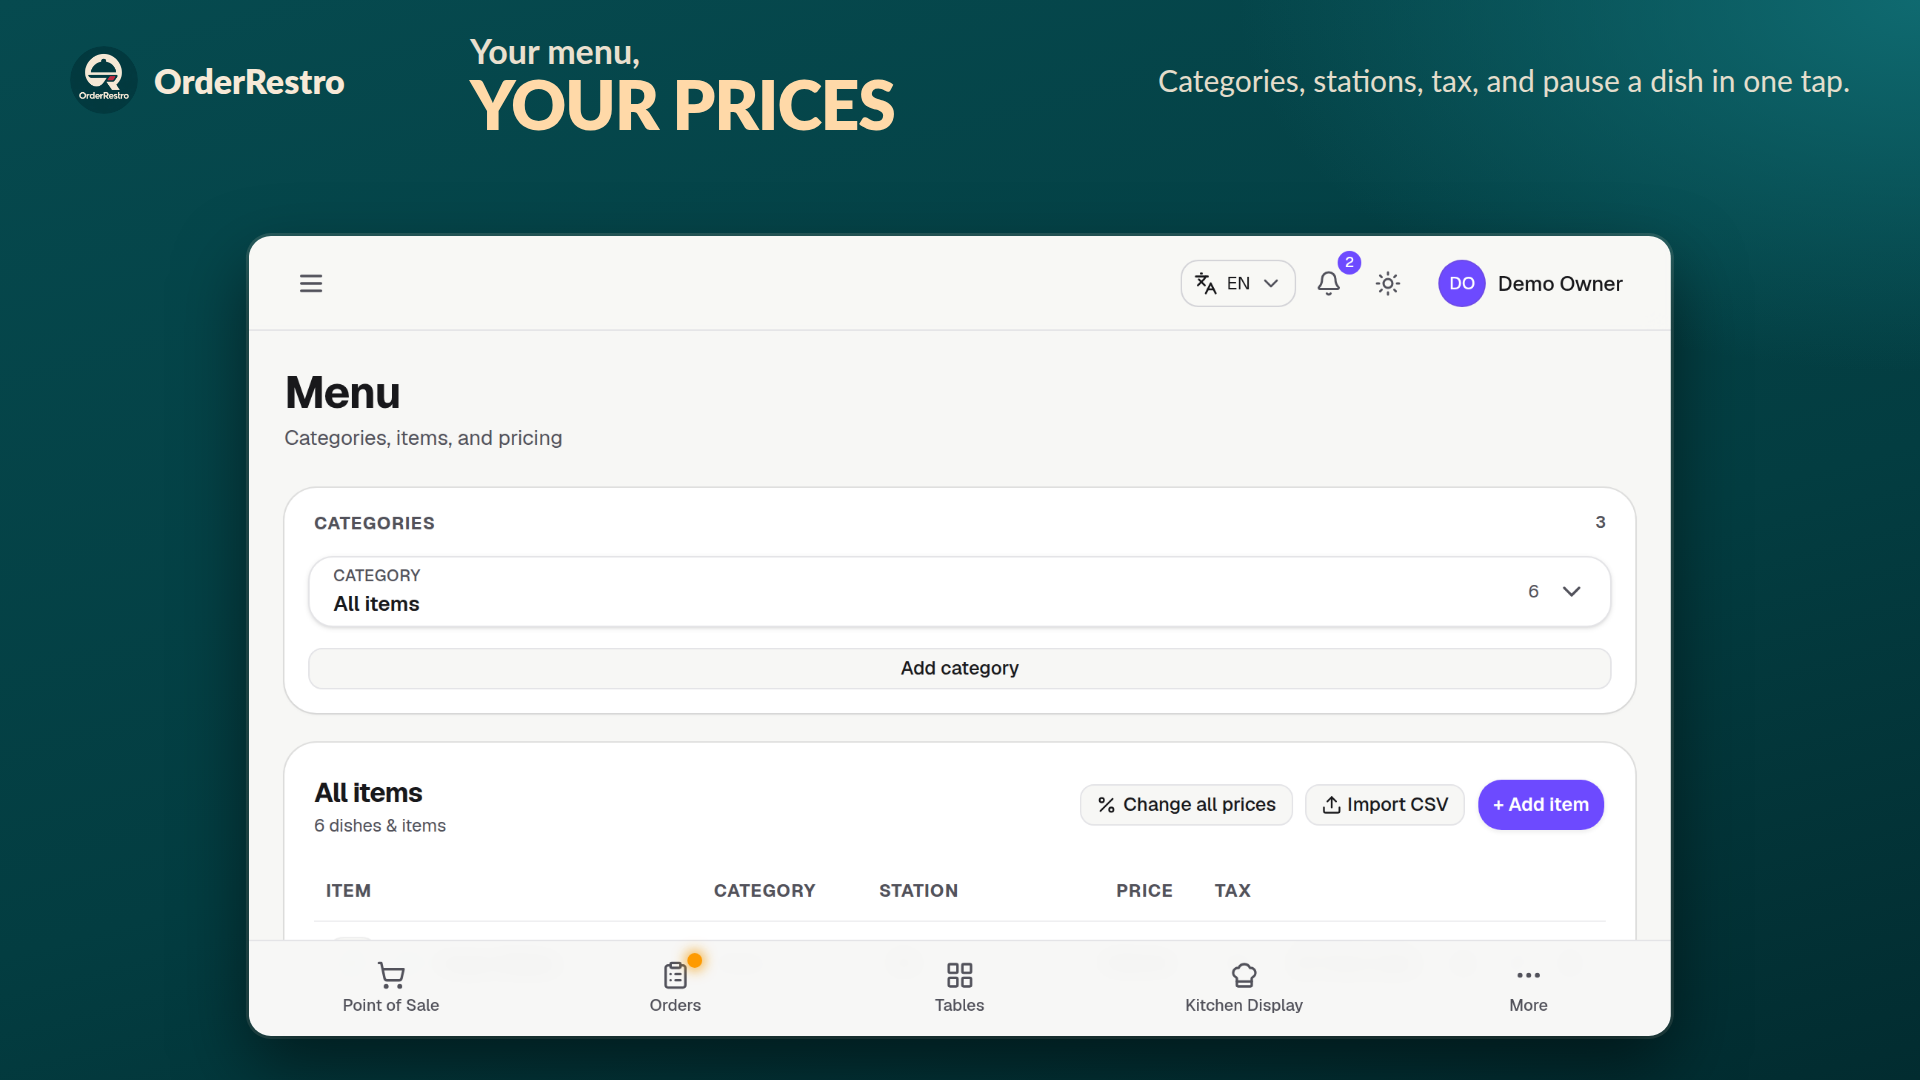 OrderRestro
OrderRestro
Your menu,
YOUR PRICES
Categories, stations, tax, and pause a dish in one tap.
EN
2
DO
Demo Owner
Menu
Categories, items, and pricing
CATEGORIES
3
CATEGORY
All items
6
Add category
All items
6 dishes & items
Change all prices
Import CSV
+ Add item
ITEM CATEGORY STATION PRICE TAX
Point of Sale
Orders
Tables
Kitchen Display
More